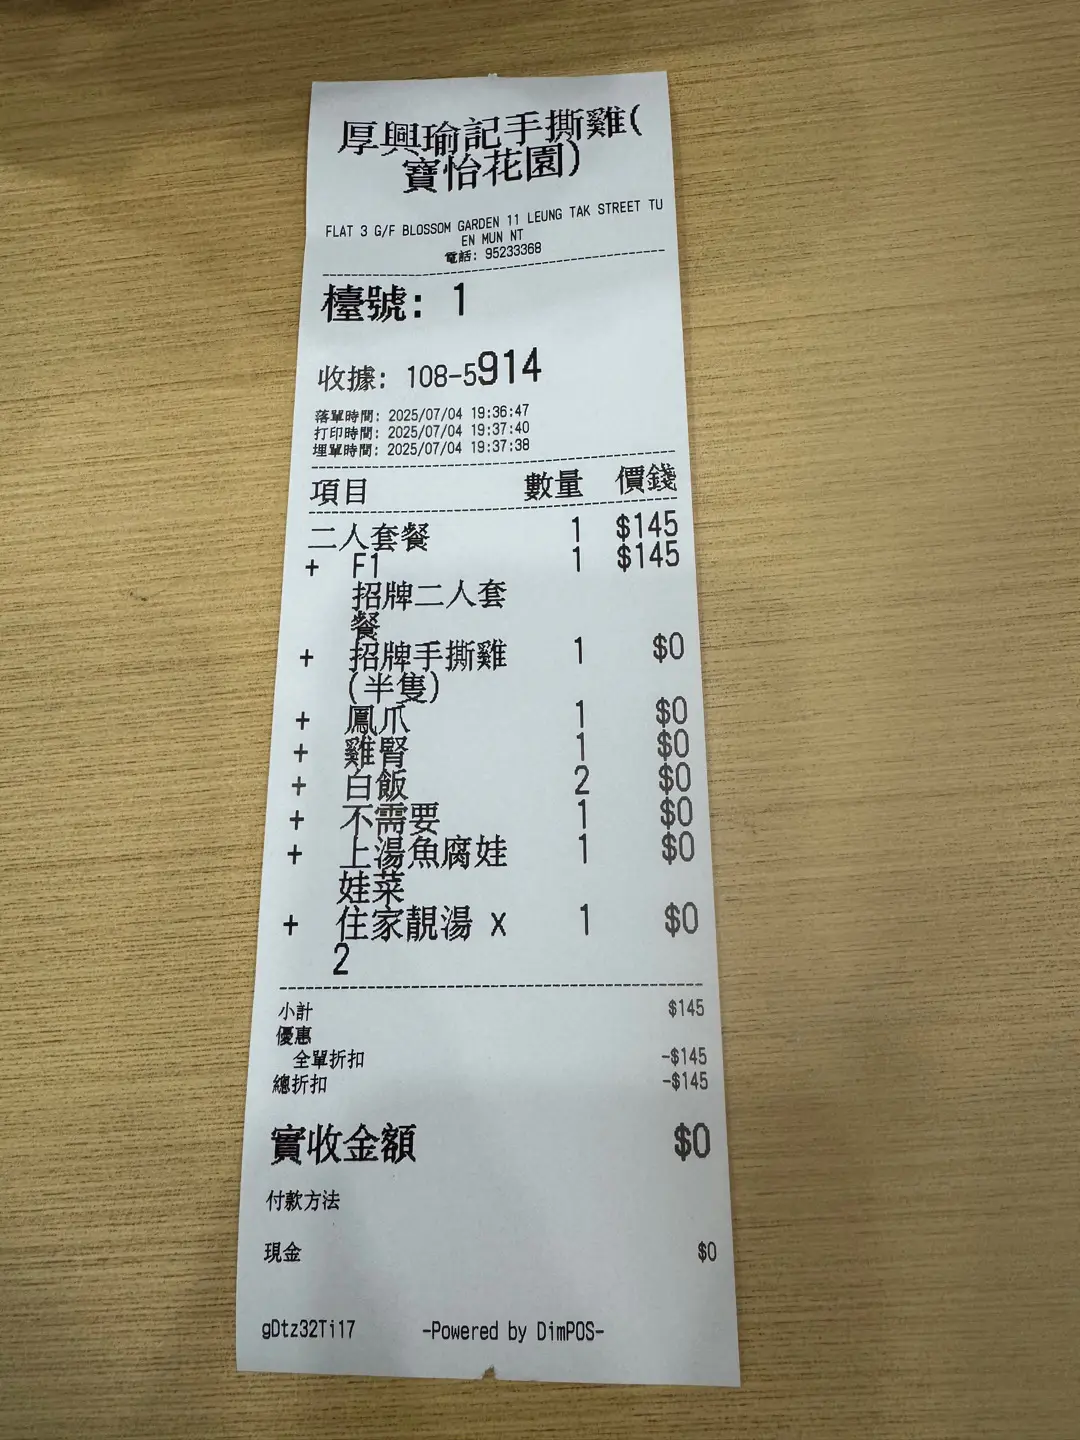 厚興瑜記手撕雞(
寶怡花園)
FLAT 3 G/F BLOSSOM GARDEN 11 LEUNG TAK STREET TU
EN MUN NT
電話: 95233368
檯號: 1
收據: 108-5914
落單時間: 2025/07/04 19:36:47
打印時間: 2025/07/04 19:37:40
埋單時間: 2025/07/04 19:37:38
項目 數量 價錢
二人套餐 1 $145
+ F1 1 $145
招牌二人套
餐
+ 招牌手撕雞 1 $0
(半隻)
+ 鳳爪 1 $0
+ 雞腎 1 $0
+ 白飯 2 $0
+ 不需要 1 $0
+ 上湯魚腐娃 1 $0
娃菜
+ 住家靚湯 x 1 $0
2
小計 $145
優惠
全單折扣 -$145
總折扣 -$145
實收金額 $0
付款方法
現金 $0
gDtz32Ti17 -Powered by DimPOS-